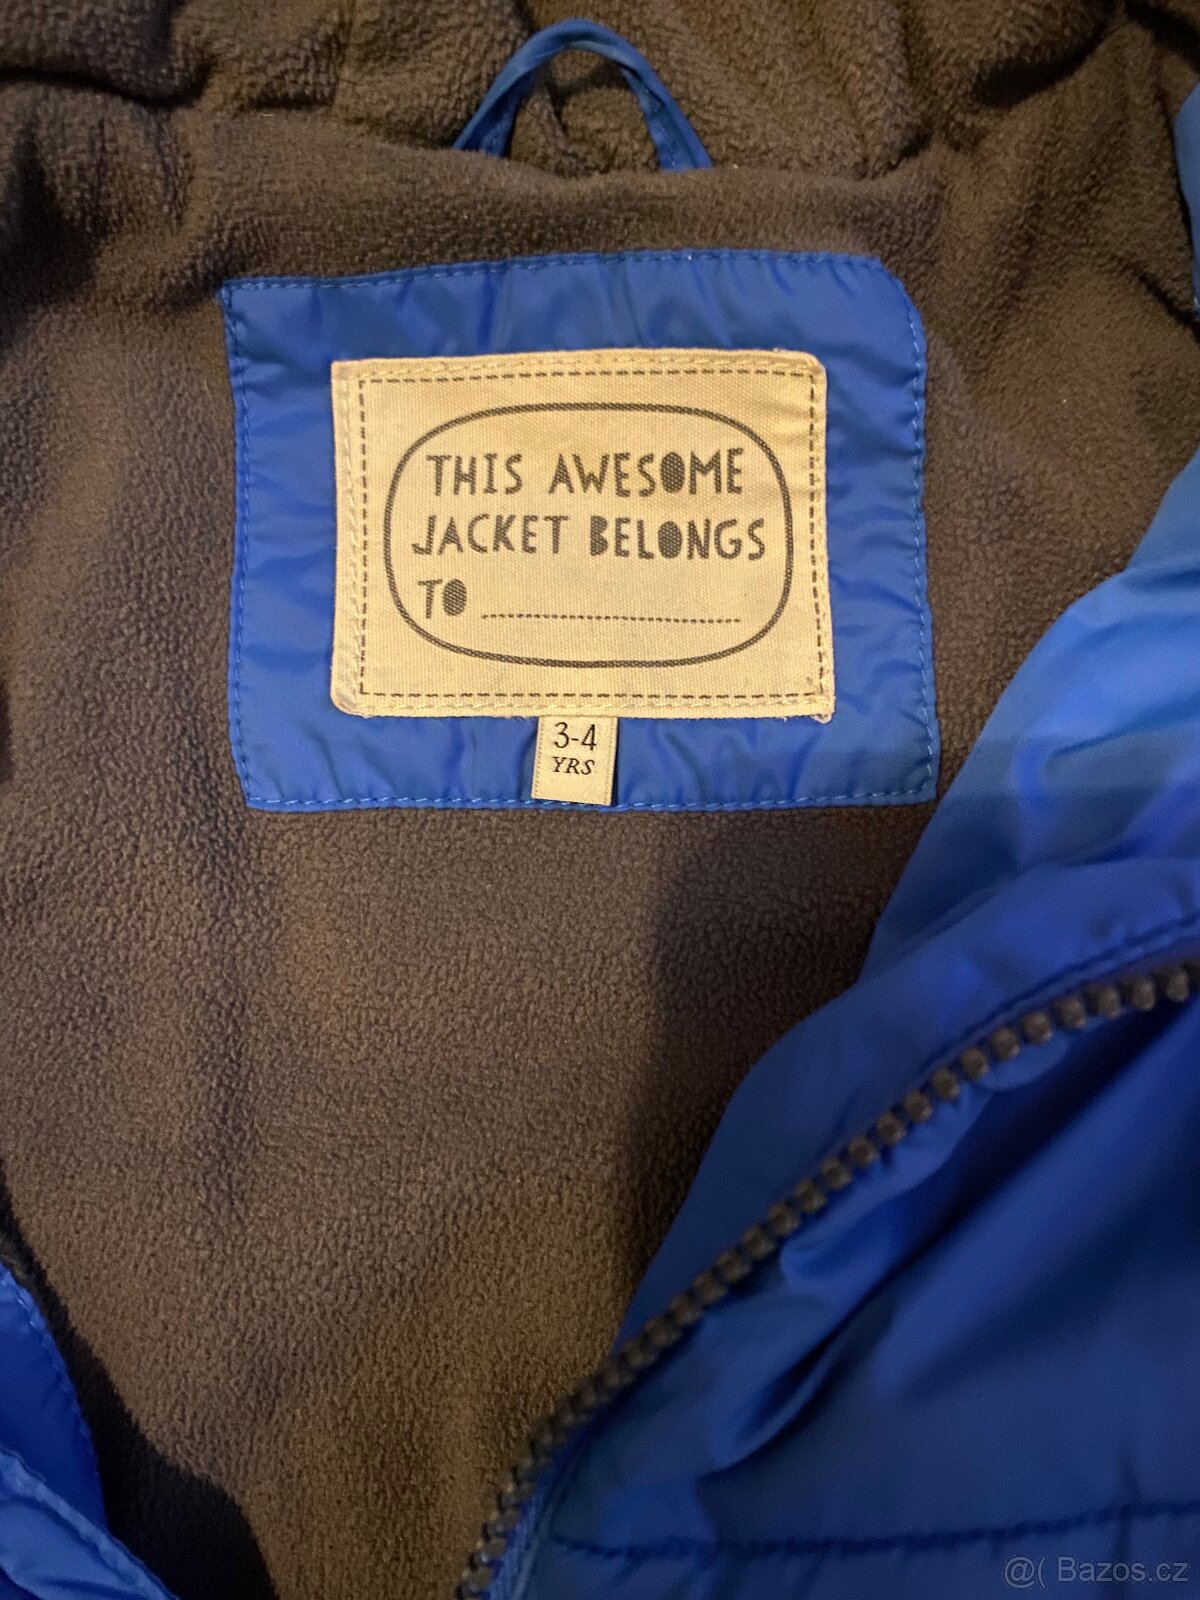 THIS AWESOME
JACKET BELONGS
TO
3-4
YRS
@( Bazos.cz